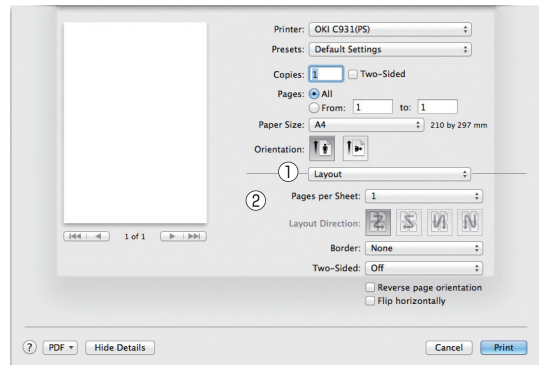 Printer: OKI C931(PS)
Presets: Default Settings
Copies: 1 Two-Sided
Pages: All
From: 1 to: 1
Paper Size: A4 210 by 297 mm
Orientation:
① Layout
② Pages per Sheet: 1
Layout Direction:
1 of 1
Border: None
Two-Sided: Off
Reverse page orientation
Flip horizontally
? PDF Hide Details Cancel Print